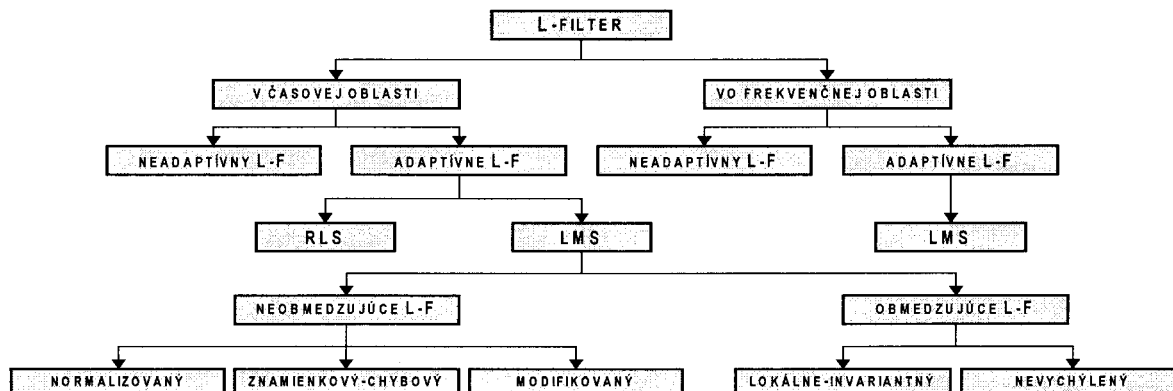 L-FILTER
V ČASOVEJ OBLASTI
VO FREKVENČNEJ OBLASTI
NEADAPTÍVNY L-F
ADAPTÍVNE L-F
NEADAPTÍVNY L-F
ADAPTÍVNE L-F
RLS
LMS
LMS
NEOBMEDZUJÚCE L-F
OBMEDZUJÚCE L-F
NORMALIZOVANÝ
ZNAMIENKOVÝ-CHYBOVÝ
MODIFIKOVANÝ
LOKÁLNE-INVARIANTNÝ
NEVYCHÝLENÝ